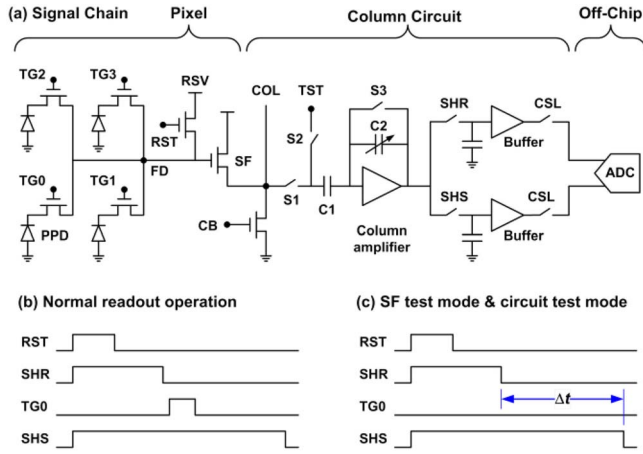 (a) Signal Chain
Pixel
Column Circuit
Off-Chip
TG2
TG3
RSV
COL
TST
S3
SHR
CSL
RST
S2
C2
Buffer
FD
SF
TG0
TG1
S1
C1
ADC
SHS
CSL
PPD
CB
Column
amplifier
Buffer
(b) Normal readout operation
RST
SHR
TG0
SHS
(c) SF test mode & circuit test mode
RST
SHR
TG0
Δt
SHS